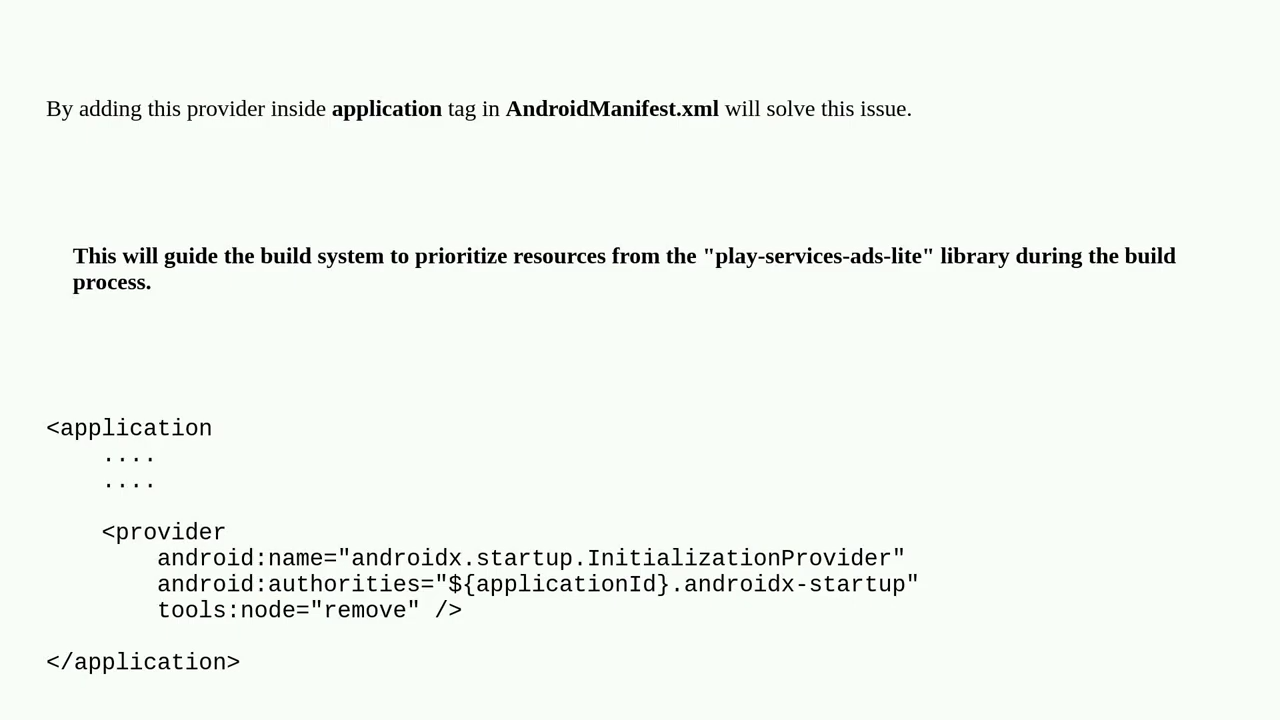 By adding this provider inside application tag in AndroidManifest.xml will solve this issue.
This will guide the build system to prioritize resources from the "play-services-ads-lite" library during the build
process.
<application
    ....
    ....
    <provider
        android:name="androidx.startup.InitializationProvider"
        android:authorities="${applicationId}.androidx-startup"
        tools:node="remove" />
</application>